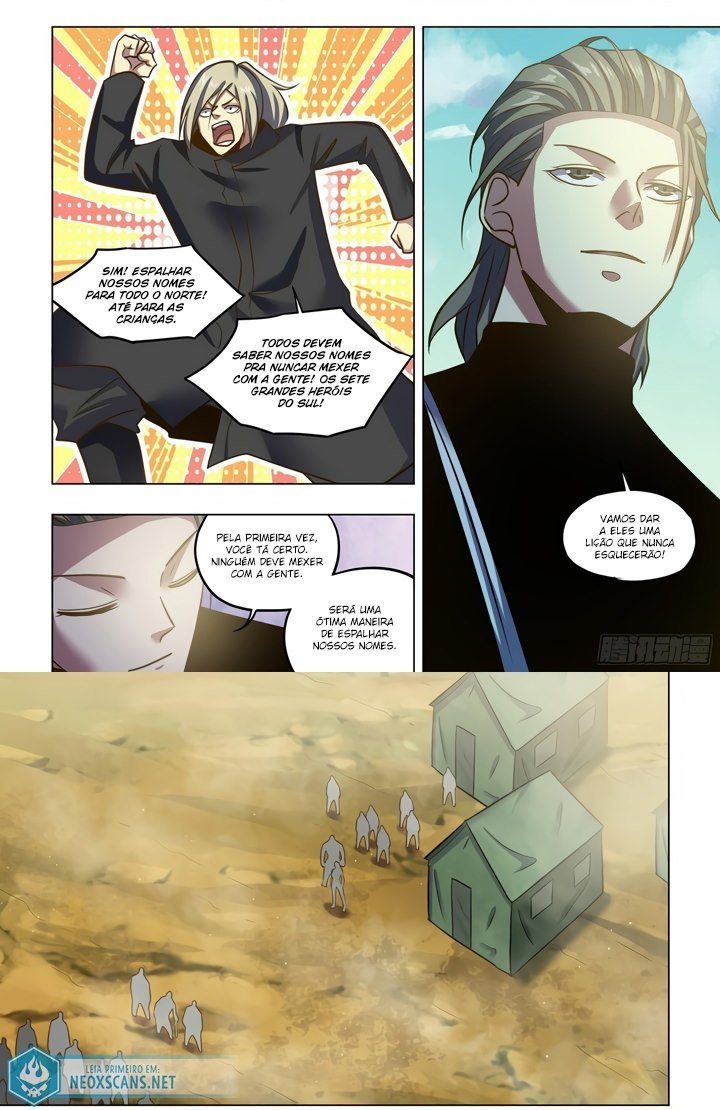 SIM! ESPALHAR
NOSSOS NOMES
PARA TODO O NORTE!
ATÉ PARA AS
CRIANÇAS.
TODOS DEVEM
SABER NOSSOS NOMES
PRA NUNCAR MEXER
COM A GENTE! OS SETE
GRANDES HERÓIS
DO SUL!
VAMOS DAR
A ELES UMA
LIÇÃO QUE NUNCA
ESQUECERÃO!
PELA PRIMEIRA VEZ,
VOCÊ TÁ CERTO.
NINGUÉM DEVE MEXER
COM A GENTE.
SERÁ UMA
ÓTIMA MANEIRA
DE ESPALHAR
NOSSOS NOMES.
腾讯动漫
LEIA PRIMEIRO EM:
NEOXSCANS.NET